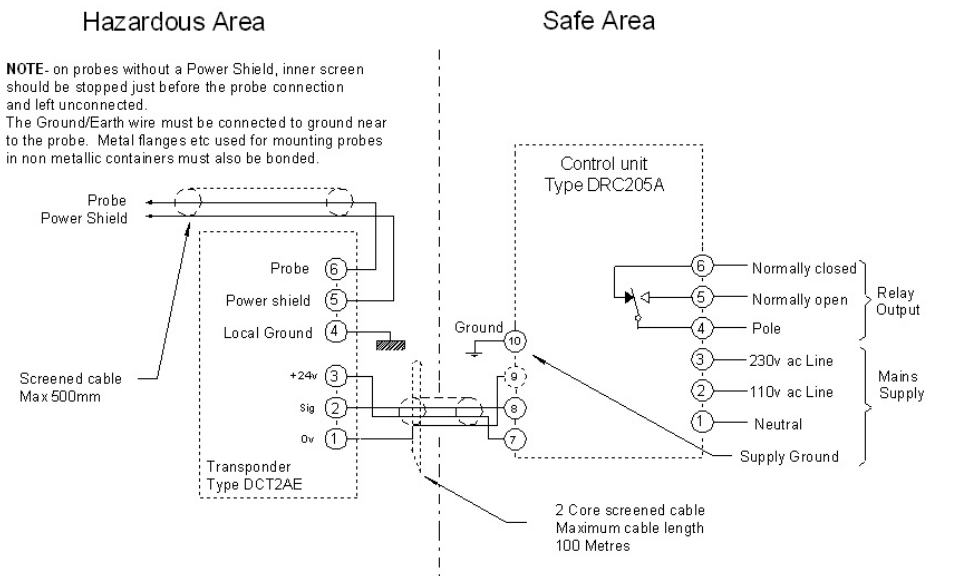 Hazardous Area
Safe Area
NOTE- on probes without a Power Shield, inner screen
should be stopped just before the probe connection
and left unconnected.
The Ground/Earth wire must be connected to ground near
to the probe. Metal flanges etc used for mounting probes
in non metallic containers must also be bonded.
Probe
Power Shield
Probe 6
Power shield 5
Local Ground 4
+24v 3
Sig 2
0v 1
Transponder
Type DCT2AE
Screened cable
Max 500mm
Control unit
Type DRC205A
Ground
10
9
8
7
6 Normally closed
5 Normally open
4 Pole
Relay
Output
3 230v ac Line
2 110v ac Line
1 Neutral
Supply Ground
Mains
Supply
2 Core screened cable
Maximum cable length
100 Metres